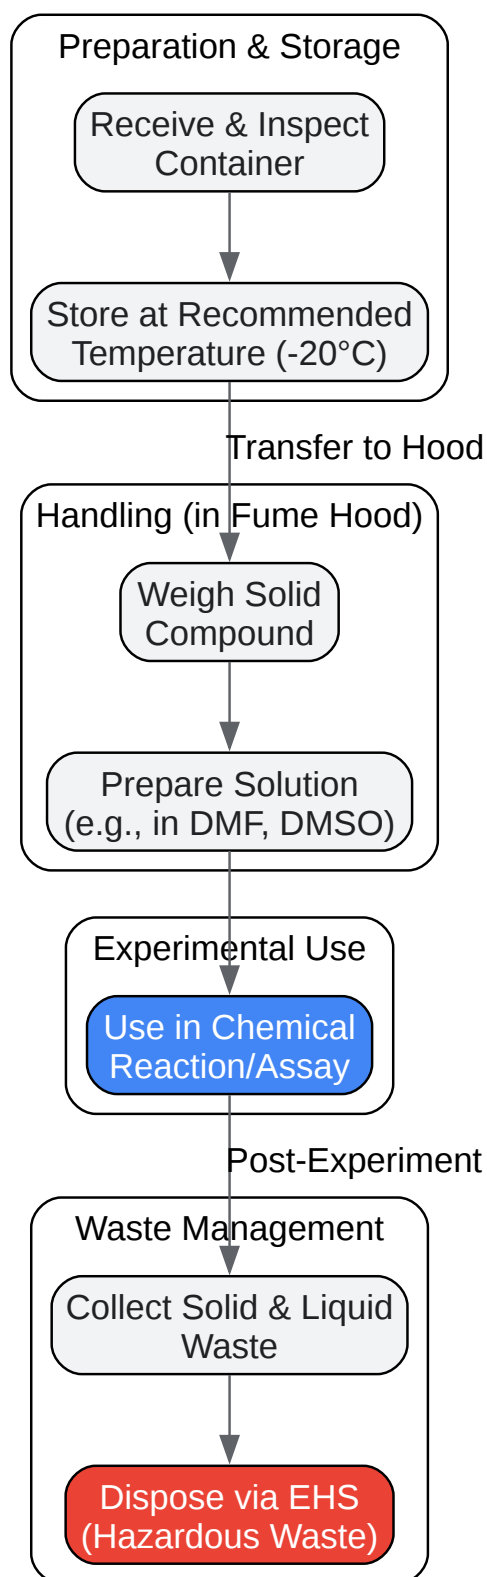 Preparation & Storage
Receive & Inspect
Container
Store at Recommended
Temperature (-20°C)
Transfer to Hood
Handling (in Fume Hood)
Weigh Solid
Compound
Prepare Solution
(e.g., in DMF, DMSO)
Experimental Use
Use in Chemical
Reaction/Assay
Post-Experiment
Waste Management
Collect Solid & Liquid
Waste
Dispose via EHS
(Hazardous Waste)